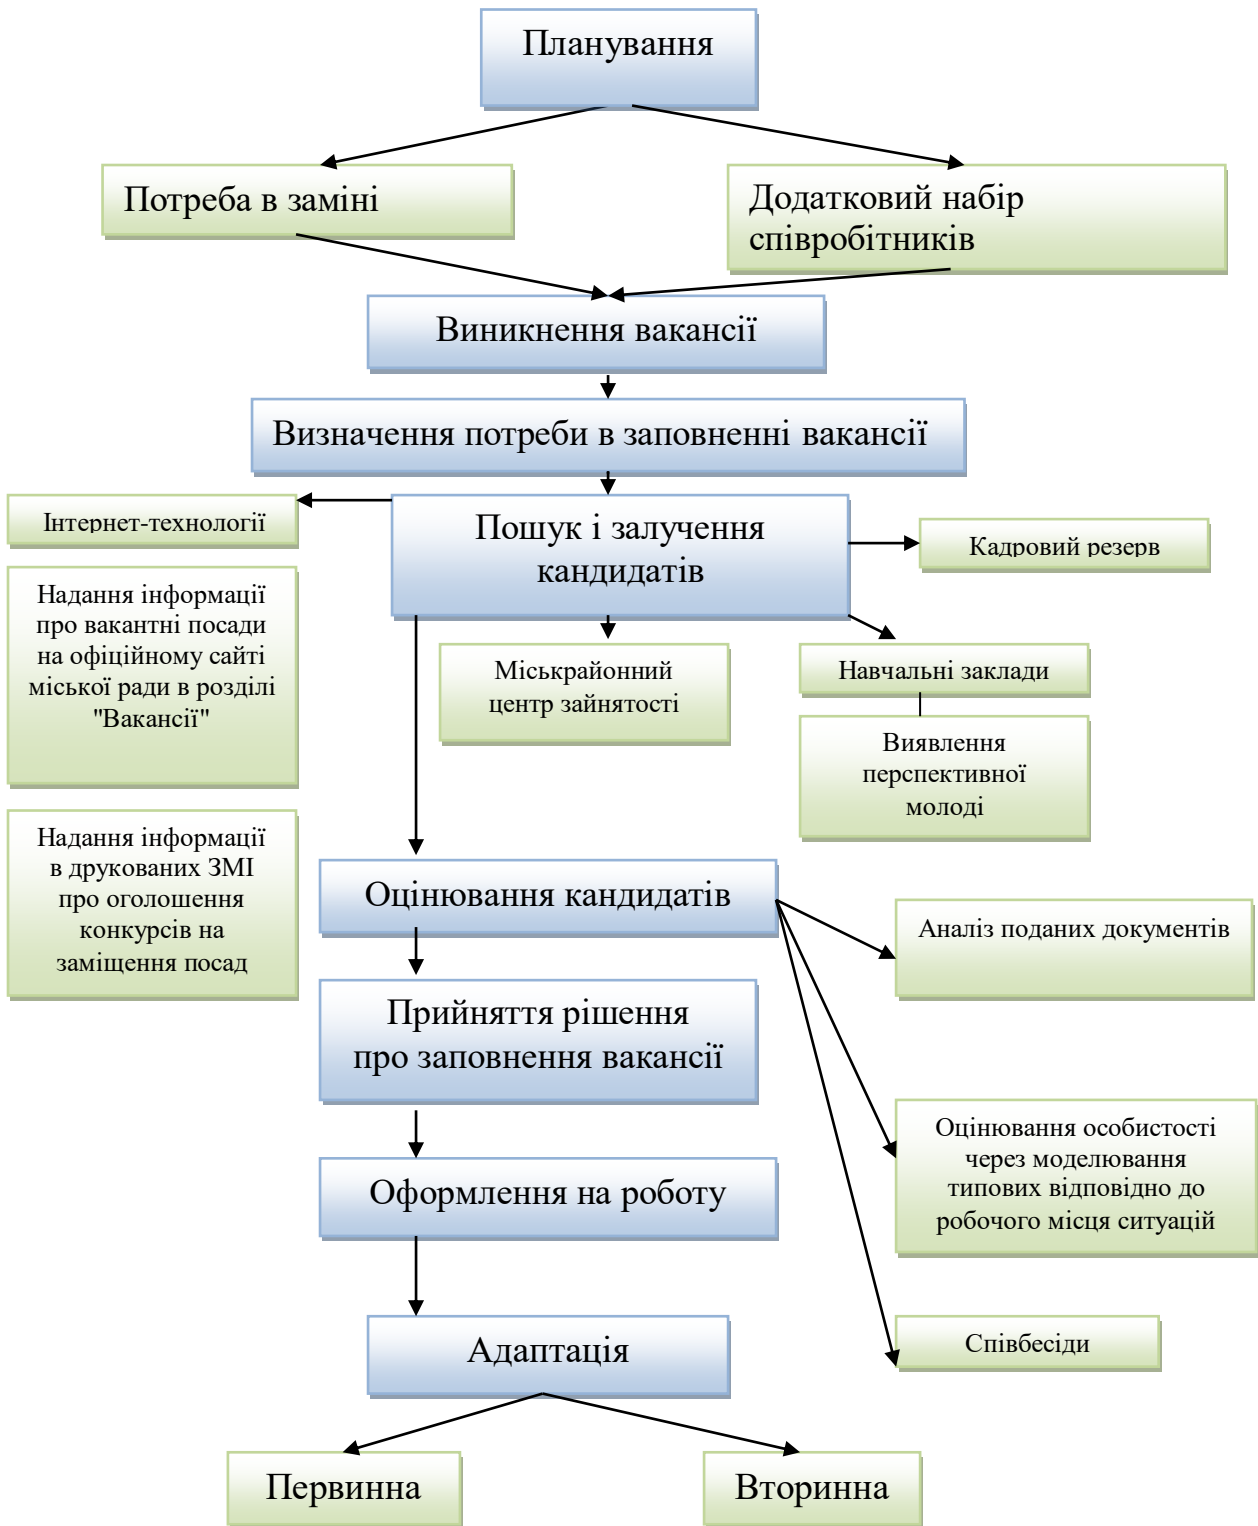 Планування
Потреба в заміні
Додатковий набір
співробітників
Виникнення вакансії
Визначення потреби в заповненні вакансії
Інтернет-технології
Пошук і залучення
кандидатів
Кадровий резерв
Надання інформації
про вакантні посади
на офіційному сайті
міської ради в розділі
"Вакансії"
Міськрайонний
центр зайнятості
Навчальні заклади
Виявлення
перспективної
молоді
Надання інформації
в друкованих ЗМІ
про оголошення
конкурсів на
заміщення посад
Оцінювання кандидатів
Аналіз поданих документів
Прийняття рішення
про заповнення вакансії
Оцінювання особистості
через моделювання
типових відповідно до
робочого місця ситуацій
Оформлення на роботу
Співбесіди
Адаптація
Первинна
Вторинна